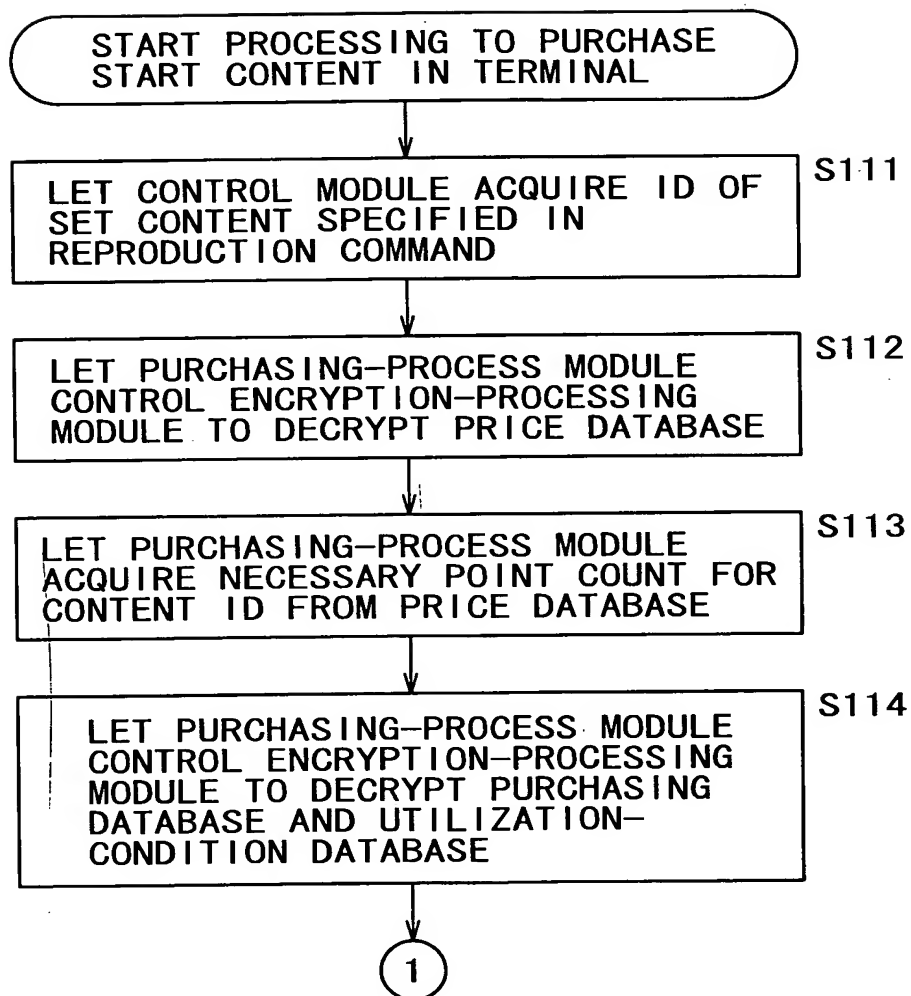 START PROCESSING TO PURCHASE
START CONTENT IN TERMINAL
S111
LET CONTROL MODULE ACQUIRE ID OF
SET CONTENT SPECIFIED IN
REPRODUCTION COMMAND
S112
LET PURCHASING-PROCESS MODULE
CONTROL ENCRYPTION-PROCESSING
MODULE TO DECRYPT PRICE DATABASE
S113
LET PURCHASING-PROCESS MODULE
ACQUIRE NECESSARY POINT COUNT FOR
CONTENT ID FROM PRICE DATABASE
S114
LET PURCHASING-PROCESS MODULE
CONTROL ENCRYPTION-PROCESSING
MODULE TO DECRYPT PURCHASING
DATABASE AND UTILIZATION-
CONDITION DATABASE
1